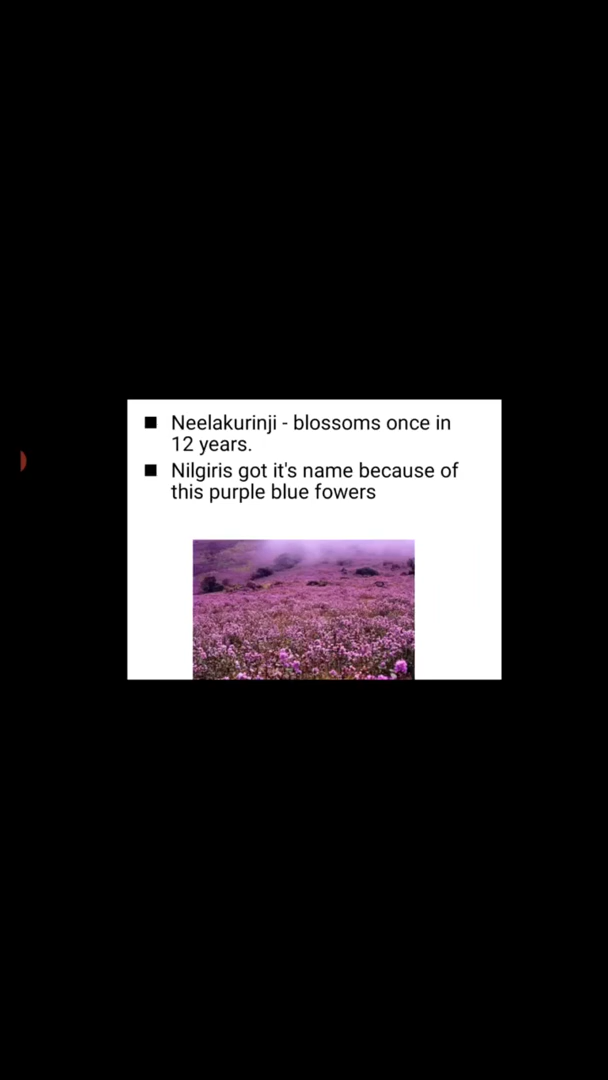 ■ Neelakurinji - blossoms once in
12 years.
■ Nilgiris got it's name because of
this purple blue fowers